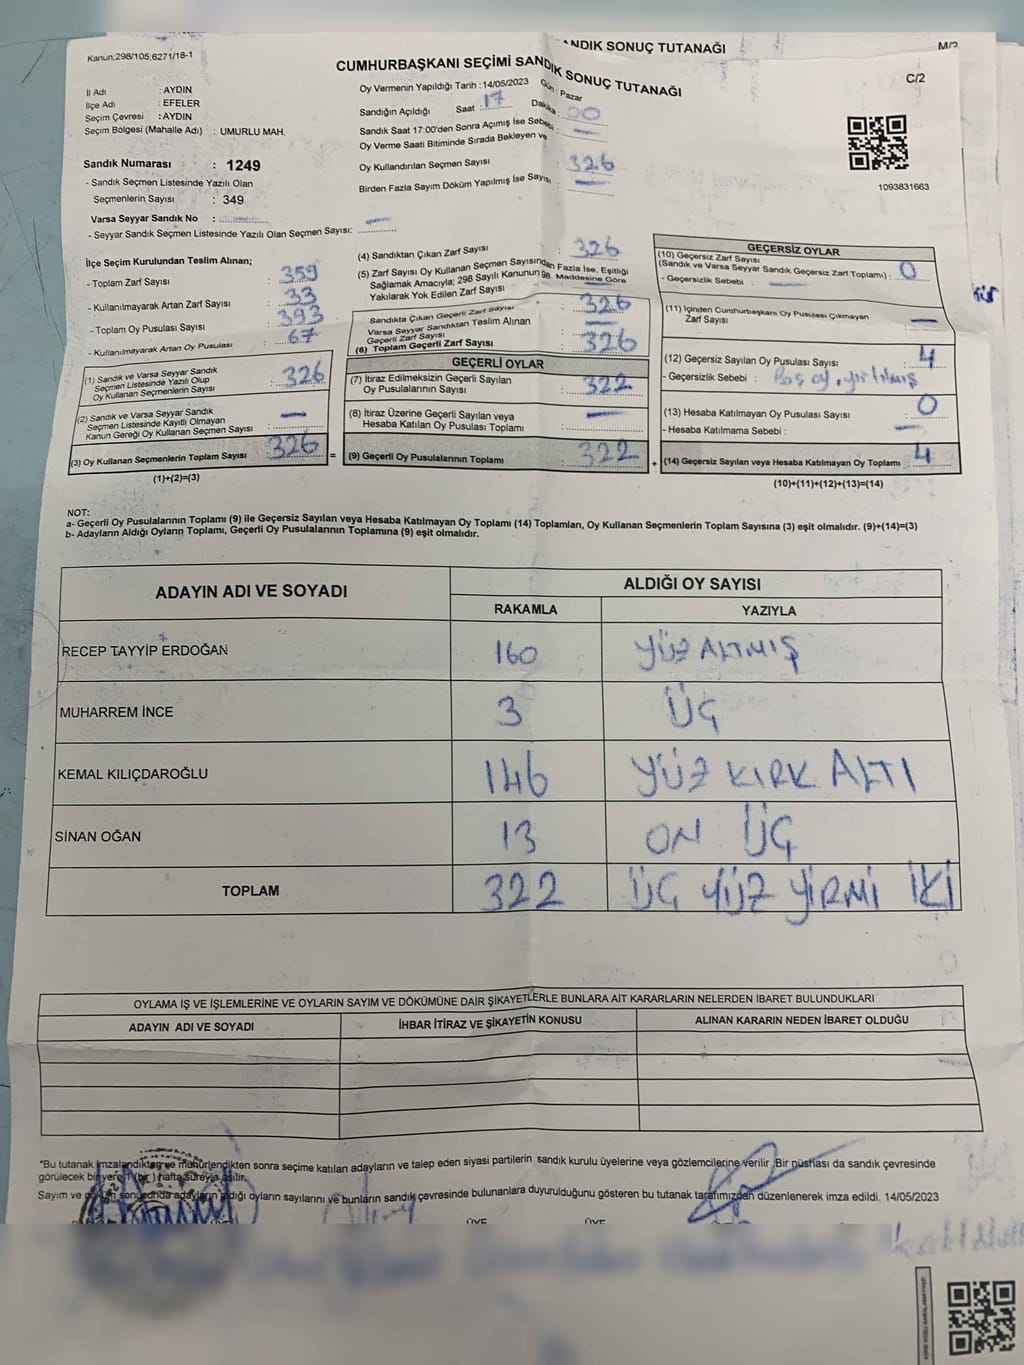 ANDIK SONUÇ TUTANAĞI
Kanun;298/105,6271/18-1
CUMHURBAŞKANI SEÇİMİ SANDIK SONUÇ TUTANAĞI
C/2
İl Adı : AYDIN
İlçe Adı : EFELER
Seçim Çevresi : AYDIN
Seçim Bölgesi (Mahalle Adı) : UMURLU MAH.
Oy Vermenin Yapıldığı Tarih :14/05/2023 Gün : Pazar
Sandığın Açıldığı Saat : 17 Dakika : 00
Sandık Saat 17:00'den Sonra Açımış İse Sebebi : —
Oy Verme Saati Bitiminde Sırada Bekleyen ve
Oy Kullandırılan Seçmen Sayısı : 326
Birden Fazla Sayım Döküm Yapılmış İse Sayısı : —
1093831663
Sandık Numarası : 1249
- Sandık Seçmen Listesinde Yazılı Olan
Seçmenlerin Sayısı : 349
Varsa Seyyar Sandık No : —
- Seyyar Sandık Seçmen Listesinde Yazılı Olan Seçmen Sayısı: —
İlçe Seçim Kurulundan Teslim Alınan;
- Toplam Zarf Sayısı : 359
- Kullanılmayarak Artan Zarf Sayısı : 33
- Toplam Oy Pusulası Sayısı : 393
- Kullanılmayarak Artan Oy Pusulası : 67
(1) Sandık ve Varsa Seyyar Sandık
Seçmen Listesinde Yazılı Olup
Oy Kullanan Seçmenlerin Sayısı : 326
(2) Sandık ve Varsa Seyyar Sandık
Seçmen Listesinde Kayıtlı Olmayan
Kanun Gereği Oy Kullanan Seçmen Sayısı : —
(3) Oy Kullanan Seçmenlerin Toplam Sayısı : 326
(1)+(2)=(3)
(4) Sandıktan Çıkan Zarf Sayısı : 326
(5) Zarf Sayısı Oy Kullanan Seçmen Sayısından Fazla İse, Eşitliği
Sağlamak Amacıyla; 298 Sayılı Kanunun 98. Maddesine Göre
Yakılarak Yok Edilen Zarf Sayısı
Sandıkta Çıkan Geçerli Zarf Sayısı : 326
Varsa Seyyar Sandıktan Teslim Alınan
Geçerli Zarf Sayısı : —
(6) Toplam Geçerli Zarf Sayısı : 326
GEÇERLİ OYLAR
(7) İtiraz Edilmeksizin Geçerli Sayılan
Oy Pusulalarının Sayısı : 322
(8) İtiraz Üzerine Geçerli Sayılan veya
Hesaba Katılan Oy Pusulası Toplamı : —
= (9) Geçerli Oy Pusulalarının Toplamı : 322
GEÇERSİZ OYLAR
(10) Geçersiz Zarf Sayısı
(Sandık ve Varsa Seyyar Sandık Geçersiz Zarf Toplamı) : 0
- Geçersizlik Sebebi : —
(11) İçinden Cumhurbaşkanı Oy Pusulası Çıkmayan
Zarf Sayısı : —
(12) Geçersiz Sayılan Oy Pusulası Sayısı : 4
- Geçersizlik Sebebi : Boş oy, yırtılmış
(13) Hesaba Katılmayan Oy Pusulası Sayısı : 0
- Hesaba Katılmama Sebebi : —
+ (14) Geçersiz Sayılan veya Hesaba Katılmayan Oy Toplamı : 4
(10)+(11)+(12)+(13)=(14)
NOT:
a- Geçerli Oy Pusulalarının Toplamı (9) ile Geçersiz Sayılan veya Hesaba Katılmayan Oy Toplamı (14) Toplamları, Oy Kullanan Seçmenlerin Toplam Sayısına (3) eşit olmalıdır. (9)+(14)=(3)
b- Adayların Aldığı Oyların Toplamı, Geçerli Oy Pusulalarının Toplamına (9) eşit olmalıdır.
ADAYIN ADI VE SOYADI ALDIĞI OY SAYISI
RAKAMLA YAZIYLA
RECEP TAYYİP ERDOĞAN 160 YÜZ ALTMIŞ
MUHARREM İNCE 3 ÜÇ
KEMAL KILIÇDAROĞLU 146 YÜZ KIRK ALTI
SİNAN OĞAN 13 ON ÜÇ
TOPLAM 322 ÜÇ YÜZ YİRMİ İKİ
OYLAMA İŞ VE İŞLEMLERİNE VE OYLARIN SAYIM VE DÖKÜMÜNE DAİR ŞİKAYETLERLE BUNLARA AİT KARARLARIN NELERDEN İBARET BULUNDUKLARI
ADAYIN ADI VE SOYADI İHBAR İTİRAZ VE ŞİKAYETİN KONUSU ALINAN KARARIN NEDEN İBARET OLDUĞU
*Bu tutanak imzalandıktan ve mühürlendikten sonra seçime katılan adayların ve talep eden siyasi partilerin sandık kurulu üyelerine veya gözlemcilerine verilir. Bir nüshası da sandık çevresinde
görülecek bir yere 1 (bir) hafta süreyle asılır.
Sayım ve döküm sonucunda adayların aldığı oyların sayılarını ve bunların sandık çevresinde bulunanlara duyurulduğunu gösteren bu tutanak tarafımızdan düzenlenerek imza edildi. 14/05/2023
ÜYE ÜYE